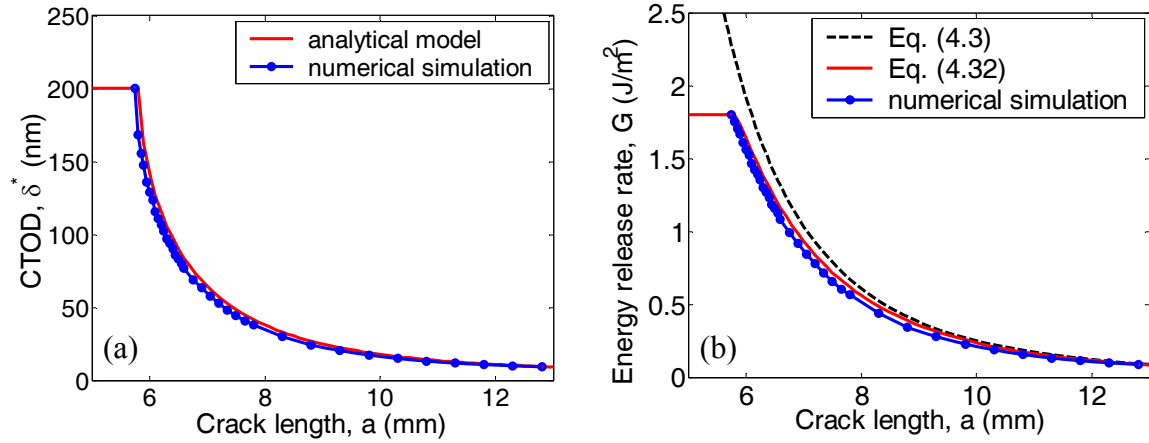 250
200
150
100
50
0
CTOD, δ* (nm)
analytical model
numerical simulation
(a)
6 8 10 12
Crack length, a (mm)
2.5
2
1.5
1
0.5
0
Energy release rate, G (J/m²)
Eq. (4.3)
Eq. (4.32)
numerical simulation
(b)
6 8 10 12
Crack length, a (mm)